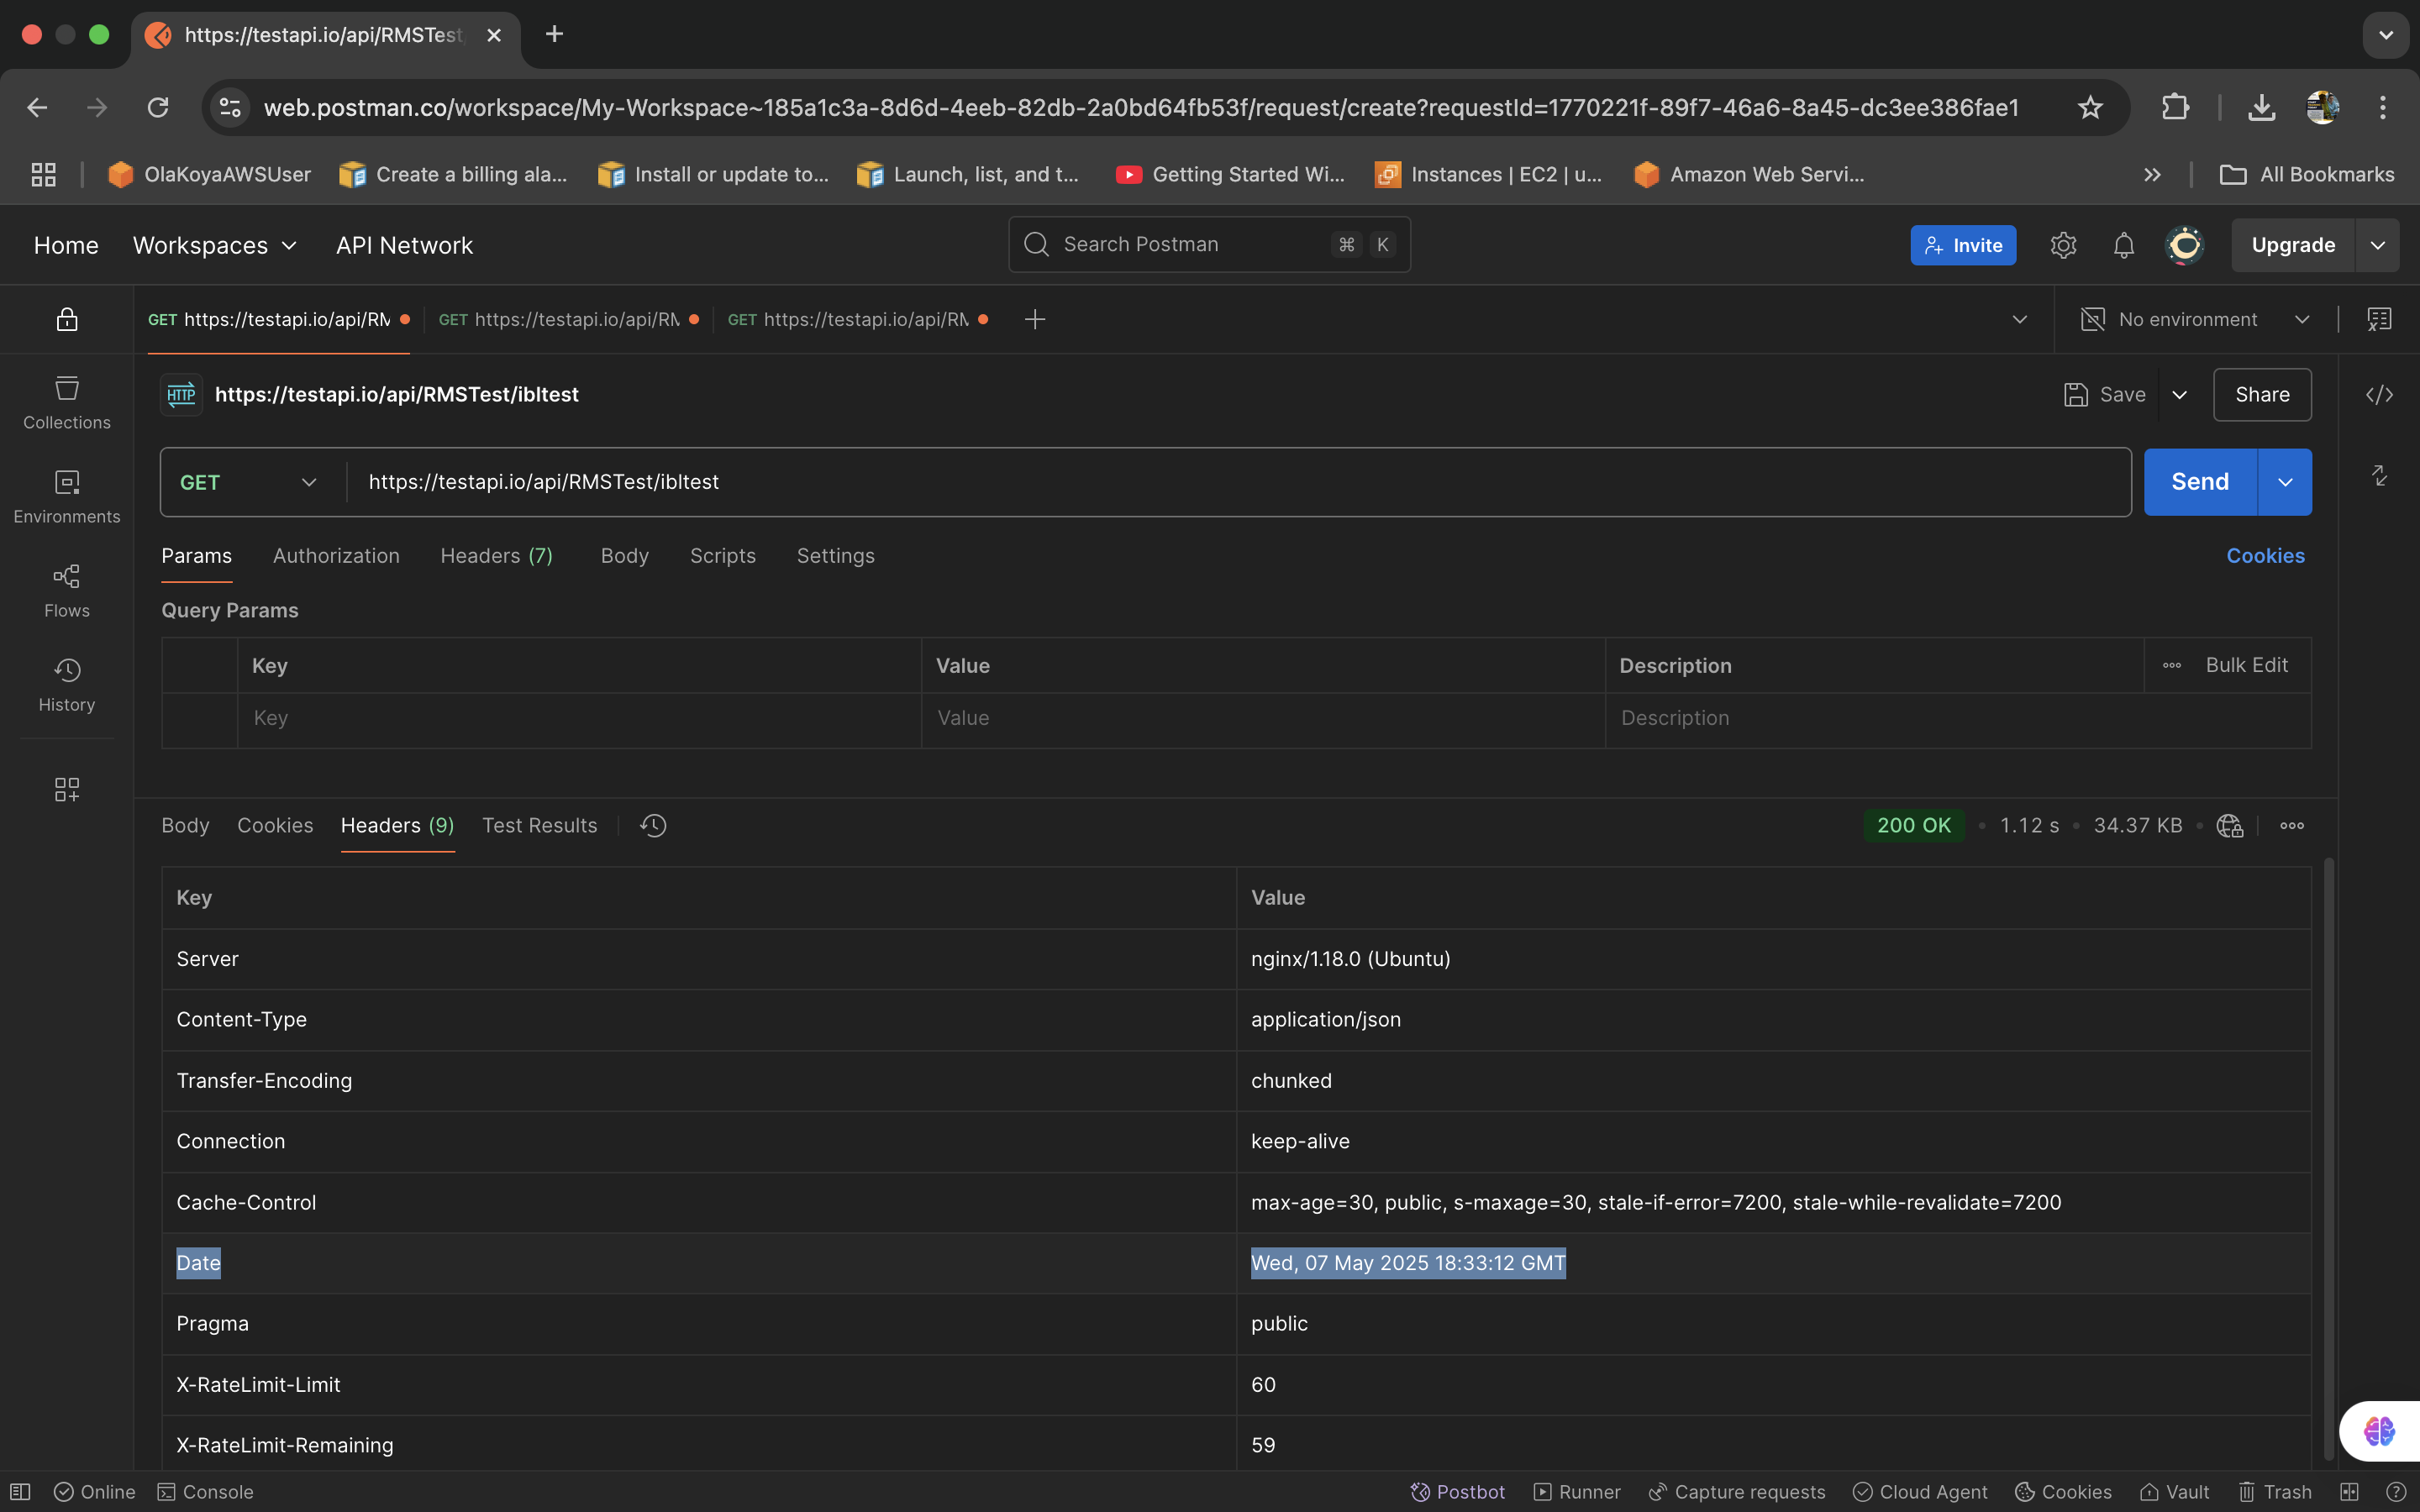 https://testapi.io/api/RMSTest
web.postman.co/workspace/My-Workspace~185a1c3a-8d6d-4eeb-82db-2a0bd64fb53f/request/create?requestId=1770221f-89f7-46a6-8a45-dc3ee386fae1
OlaKoyaAWSUser Create a billing ala... Install or update to... Launch, list, and t... Getting Started Wi... Instances | EC2 | u... Amazon Web Servi... All Bookmarks
Home Workspaces API Network Search Postman ⌘ K Invite Upgrade
GET https://testapi.io/api/RM GET https://testapi.io/api/RM GET https://testapi.io/api/RM No environment
HTTP https://testapi.io/api/RMSTest/ibltest Save Share
Collections
GET https://testapi.io/api/RMSTest/ibltest Send
Environments
Params Authorization Headers (7) Body Scripts Settings Cookies
Flows
Query Params
Key Value Description Bulk Edit
History
Key Value Description
Body Cookies Headers (9) Test Results 200 OK 1.12 s 34.37 KB
Key Value
Server nginx/1.18.0 (Ubuntu)
Content-Type application/json
Transfer-Encoding chunked
Connection keep-alive
Cache-Control max-age=30, public, s-maxage=30, stale-if-error=7200, stale-while-revalidate=7200
Date Wed, 07 May 2025 18:33:12 GMT
Pragma public
X-RateLimit-Limit 60
X-RateLimit-Remaining 59
Online Console Postbot Runner Capture requests Cloud Agent Cookies Vault Trash